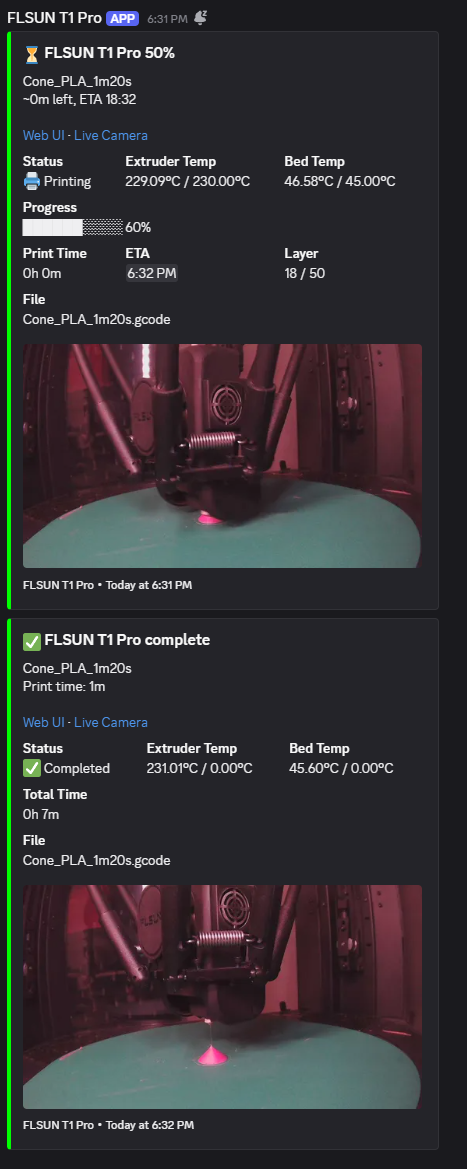 FLSUN T1 Pro APP 6:31 PM
FLSUN T1 Pro 50%
Cone_PLA_1m20s
~0m left, ETA 18:32
Web UI - Live Camera
Status Extruder Temp Bed Temp
Printing 229.09°C / 230.00°C 46.58°C / 45.00°C
Progress
60%
Print Time ETA Layer
0h 0m 6:32 PM 18 / 50
File
Cone_PLA_1m20s.gcode
FLSUN T1 Pro • Today at 6:31 PM
FLSUN T1 Pro complete
Cone_PLA_1m20s
Print time: 1m
Web UI - Live Camera
Status Extruder Temp Bed Temp
Completed 231.01°C / 0.00°C 45.60°C / 0.00°C
Total Time
0h 7m
File
Cone_PLA_1m20s.gcode
FLSUN T1 Pro • Today at 6:32 PM